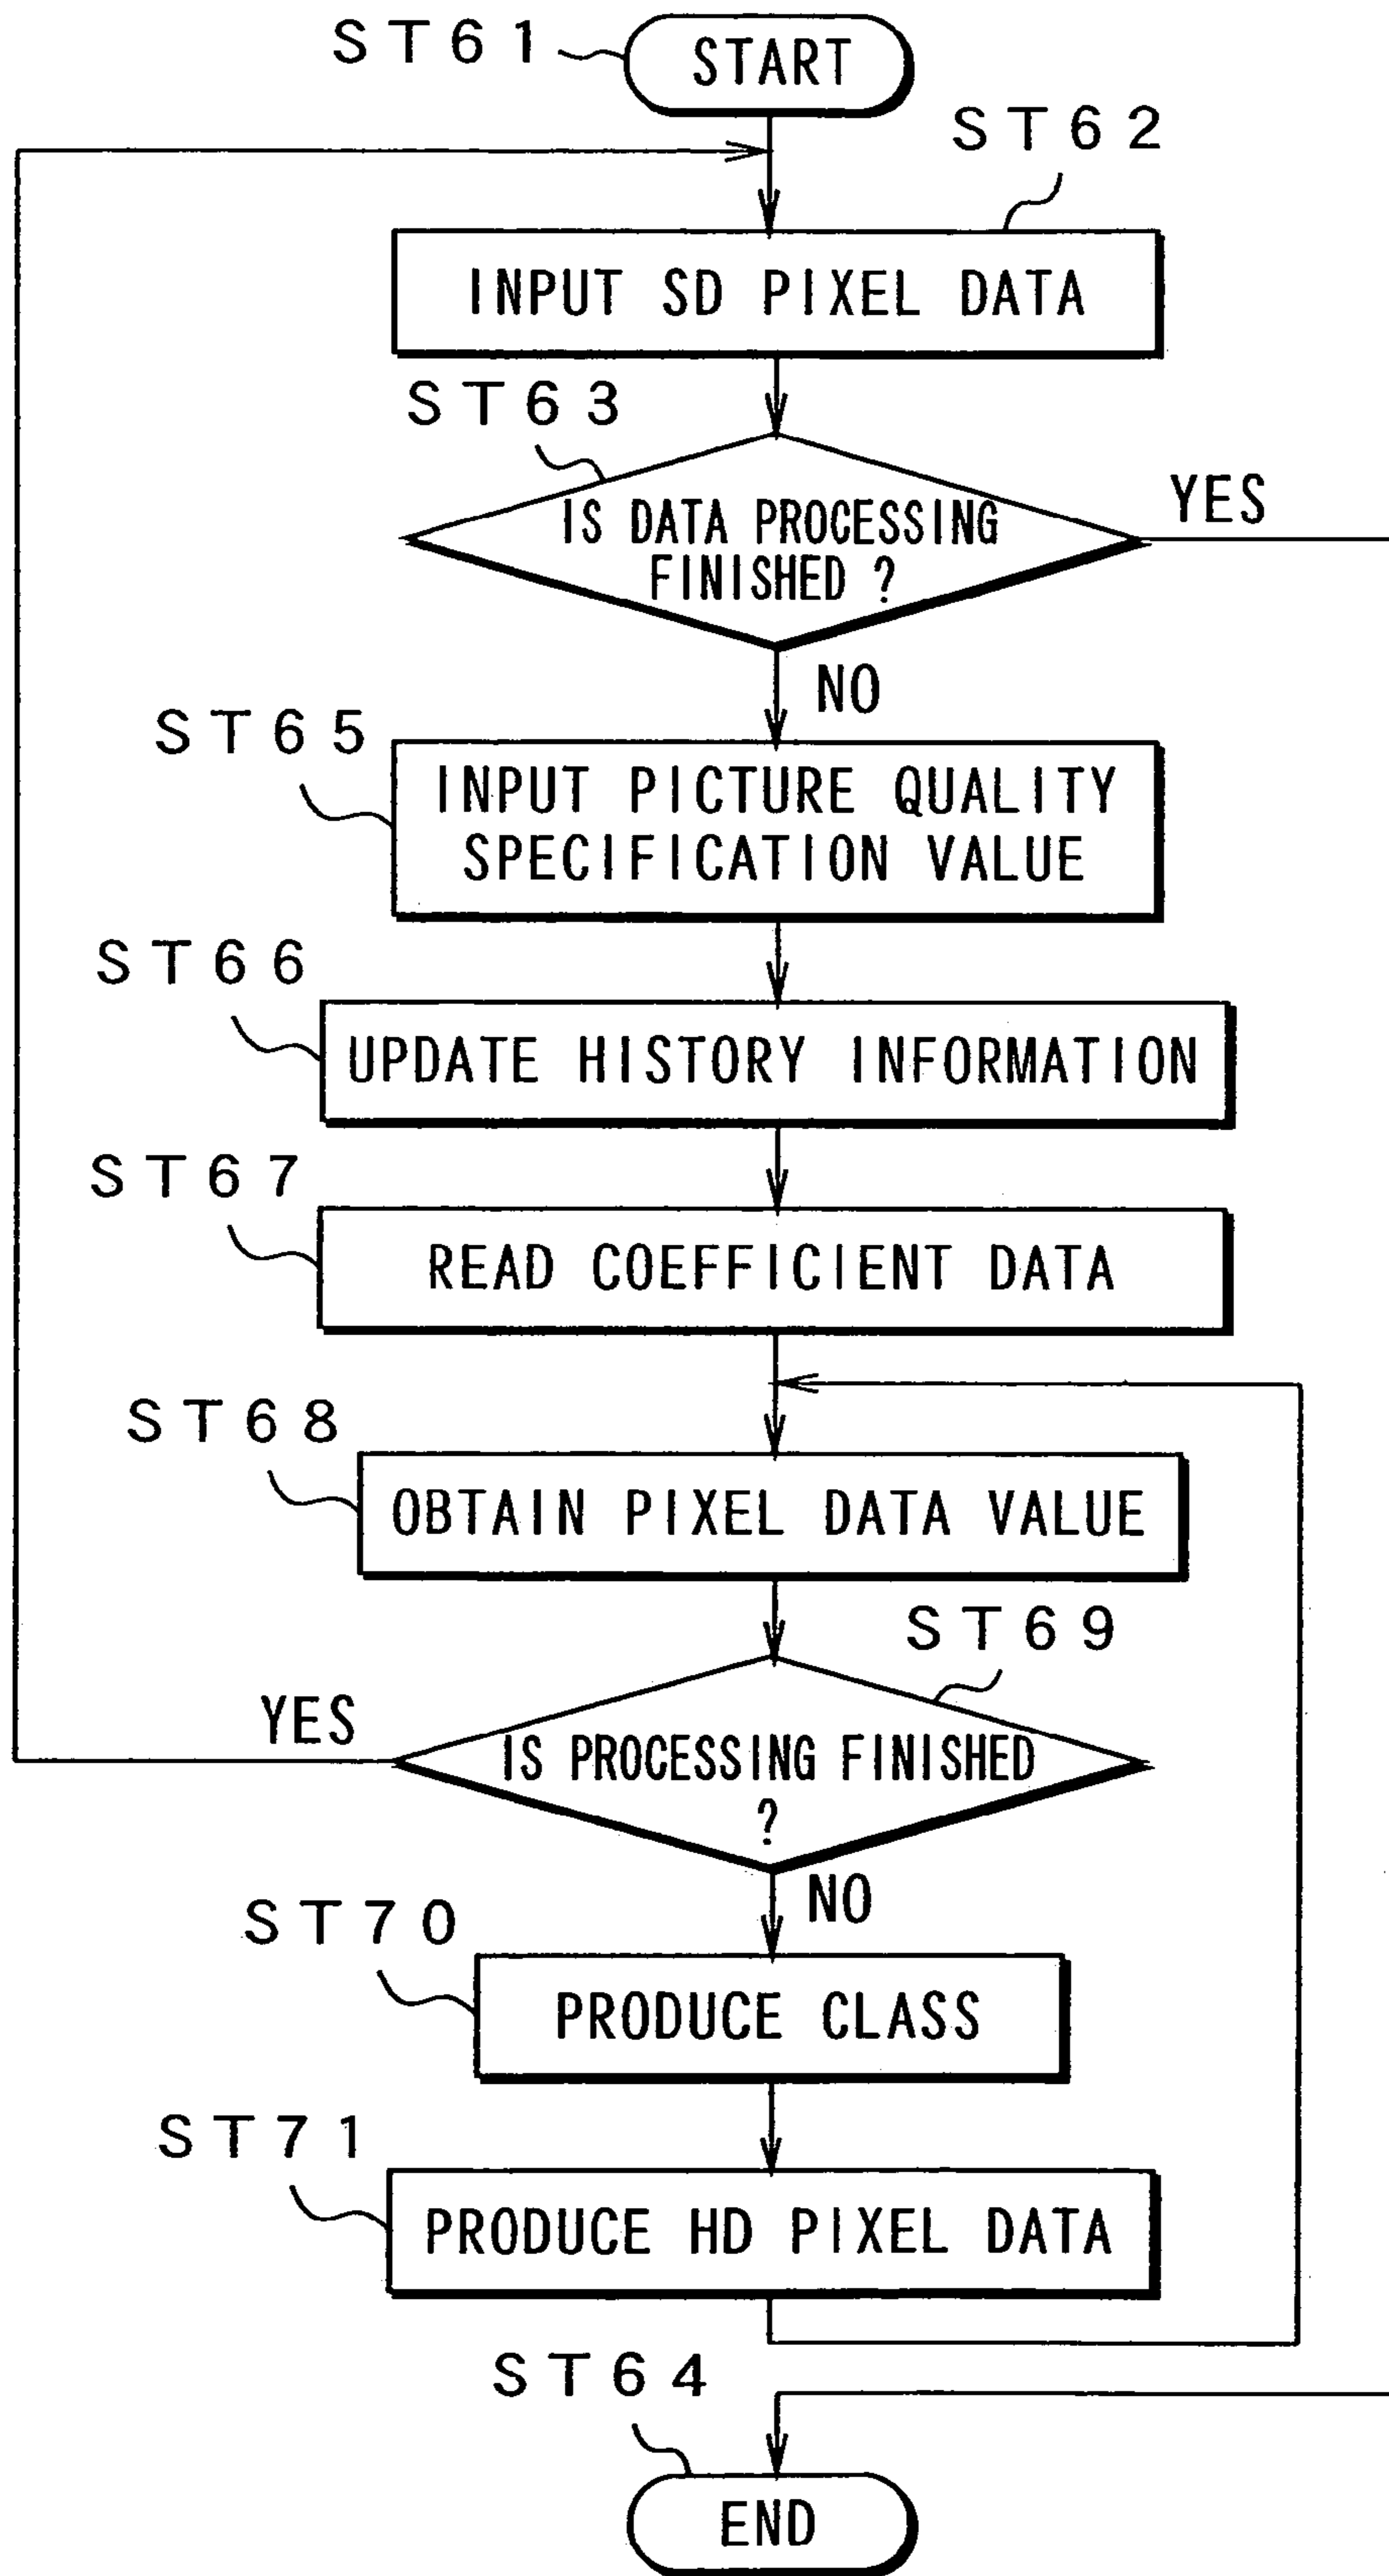 ST61
START
ST62
INPUT SD PIXEL DATA
ST63
IS DATA PROCESSING
FINISHED ?
YES
NO
ST65
INPUT PICTURE QUALITY
SPECIFICATION VALUE
ST66
UPDATE HISTORY INFORMATION
ST67
READ COEFFICIENT DATA
ST68
OBTAIN PIXEL DATA VALUE
ST69
YES
IS PROCESSING FINISHED
?
NO
ST70
PRODUCE CLASS
ST71
PRODUCE HD PIXEL DATA
ST64
END